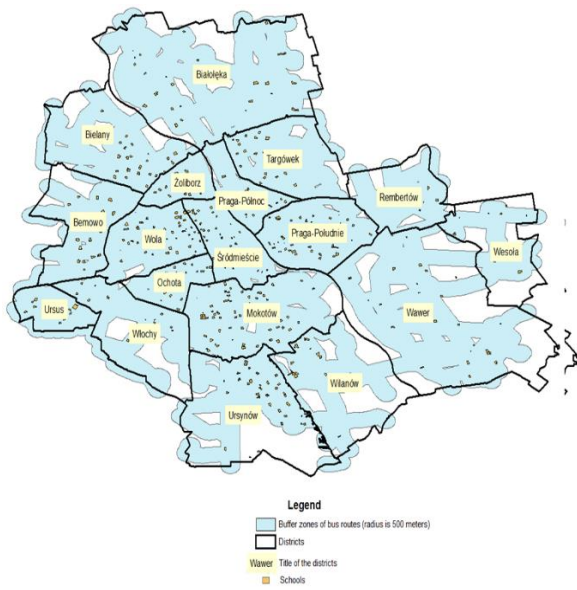 Białołęka
Bielany
Targówek
Żoliborz
Rembertów
Praga-Północ
Bemowo
Wola
Praga-Południe
Śródmieście
Wesoła
Ochota
Ursus
Mokotów
Wawer
Włochy
Wilanów
Ursynów
Legend
Buffer zones of bus routes (radius is 500 meters)
Districts
Wawer Title of the districts
Schools